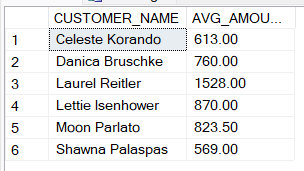 CUSTOMER_NAME AVG_AMOU...
1 Celeste Korando 613.00
2 Danica Bruschke 760.00
3 Laurel Reitler 1528.00
4 Lettie Isenhower 870.00
5 Moon Parlato 823.50
6 Shawna Palaspas 569.00